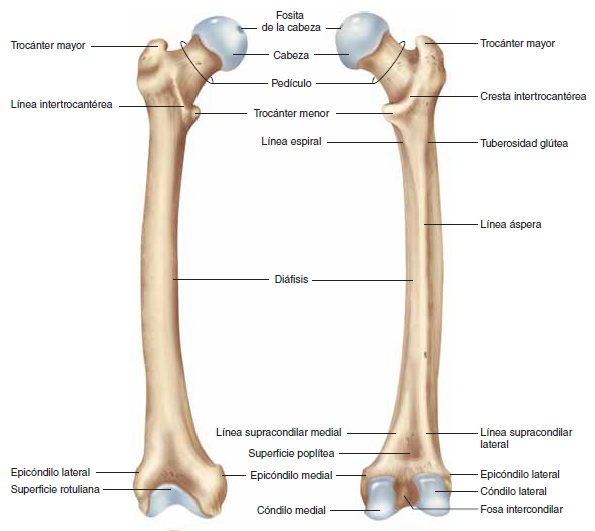 Fosita
de la cabeza
Trocánter mayor
Trocánter mayor
Cabeza
Pedículo
Línea intertrocantérea
Cresta intertrocantérea
Trocánter menor
Línea espiral
Tuberosidad glútea
Línea áspera
Diáfisis
Línea supracondilar medial
Línea supracondilar
lateral
Superficie poplítea
Epicóndilo lateral
Epicóndilo medial
Epicóndilo lateral
Superficie rotuliana
Cóndilo lateral
Cóndilo medial
Fosa intercondilar